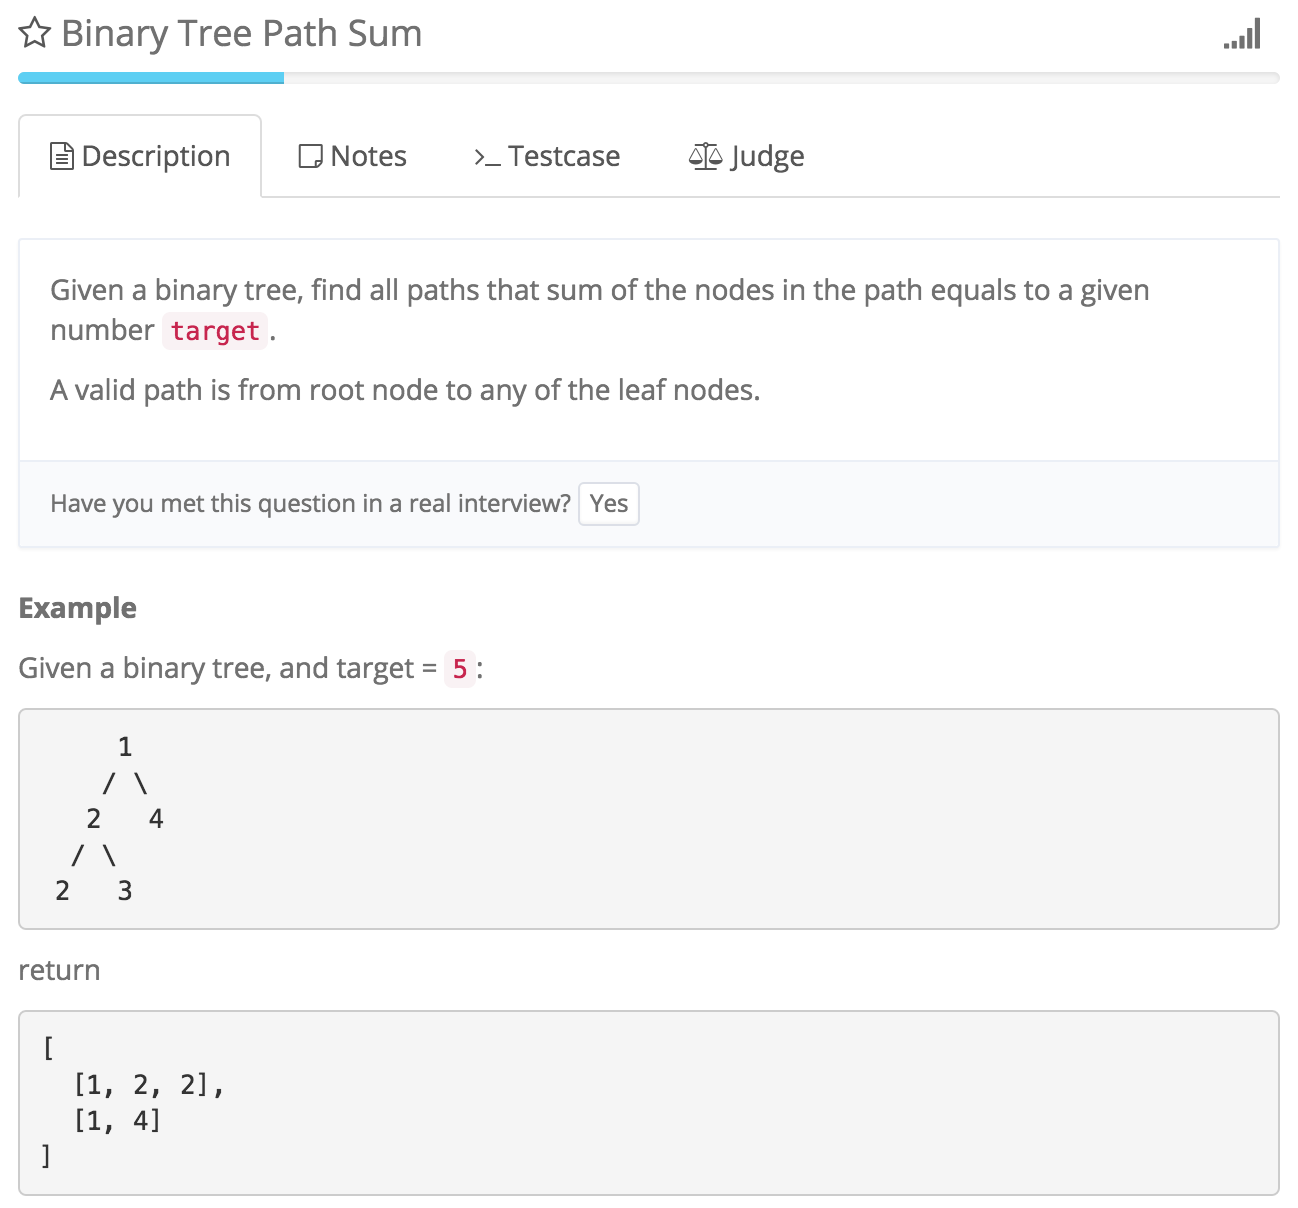 Binary Tree Path Sum
Description Notes >_ Testcase Judge
Given a binary tree, find all paths that sum of the nodes in the path equals to a given
number target.
A valid path is from root node to any of the leaf nodes.
Have you met this question in a real interview? Yes
Example
Given a binary tree, and target = 5:
     1
    / \
   2   4
  / \
 2   3
return
[
  [1, 2, 2],
  [1, 4]
]